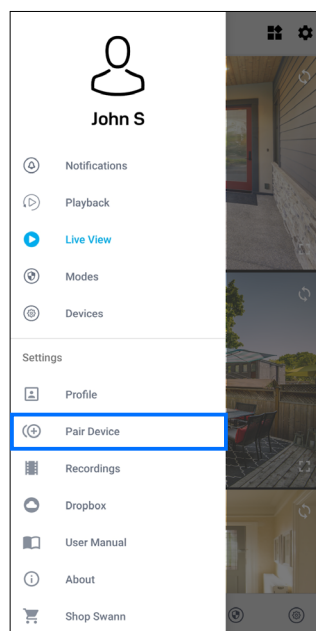 John S
Notifications
Playback
Live View
Modes
Devices
Settings
Profile
Pair Device
Recordings
Dropbox
User Manual
About
Shop Swann